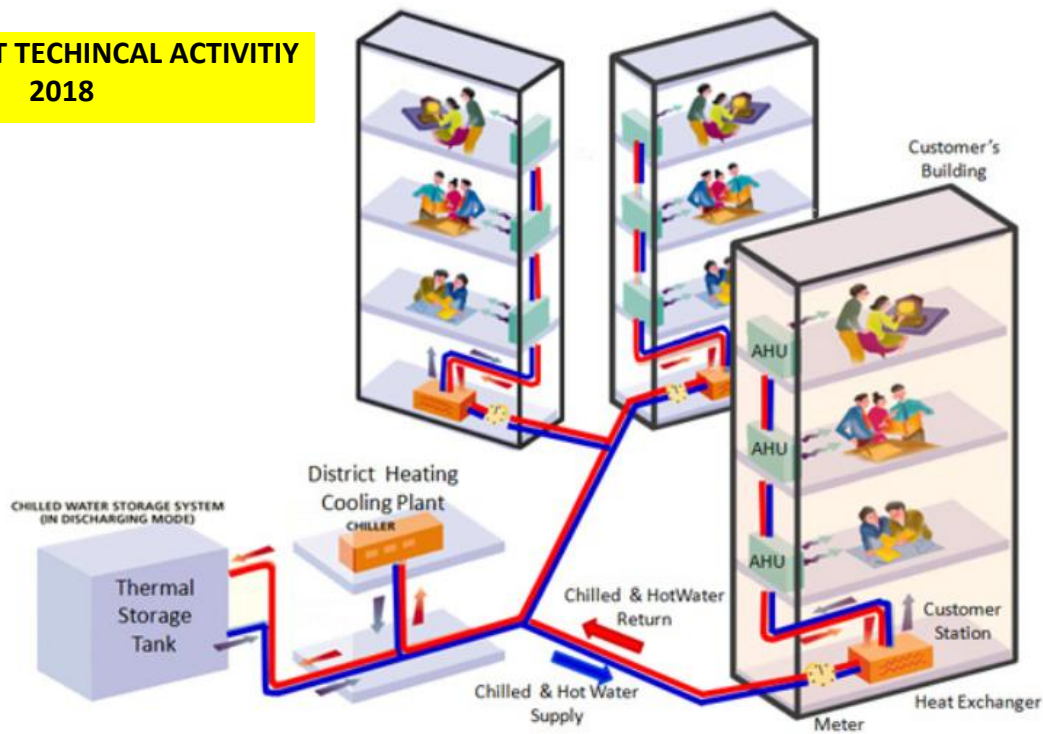 T TECHINCAL ACTIVITIY
2018
Customer's
Building
AHU
AHU
AHU
District Heating
Cooling Plant
CHILLER
CHILLED WATER STORAGE SYSTEM
(IN DISCHARGING MODE)
Thermal
Storage
Tank
Chilled & HotWater
Return
Customer
Station
Chilled & Hot Water
Supply
Heat Exchanger
Meter